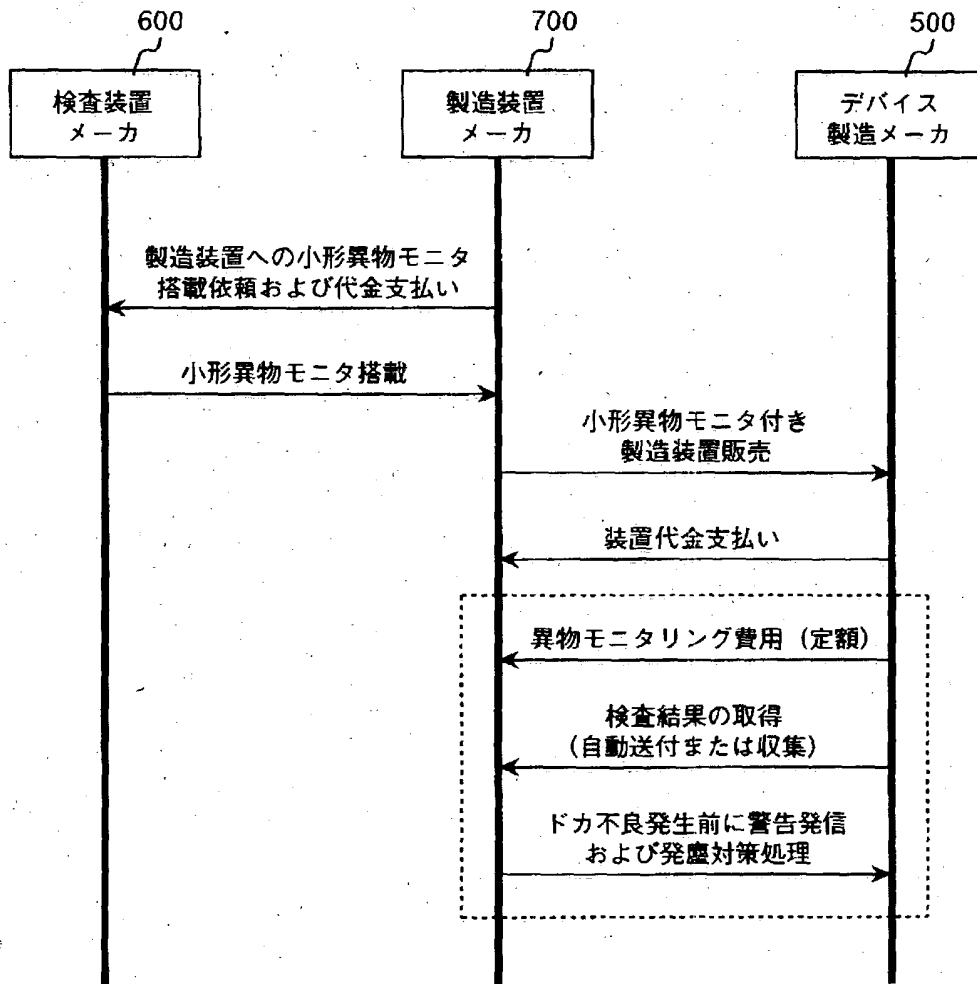 600
700
500
検査装置
メーカ
製造装置
メーカ
デバイス
製造メーカ
製造装置への小形異物モニタ
搭載依頼および代金支払い
小形異物モニタ搭載
小形異物モニタ付き
製造装置販売
装置代金支払い
異物モニタリング費用（定額）
検査結果の取得
（自動送付または収集）
ドカ不良発生前に警告発信
および発塵対策処理